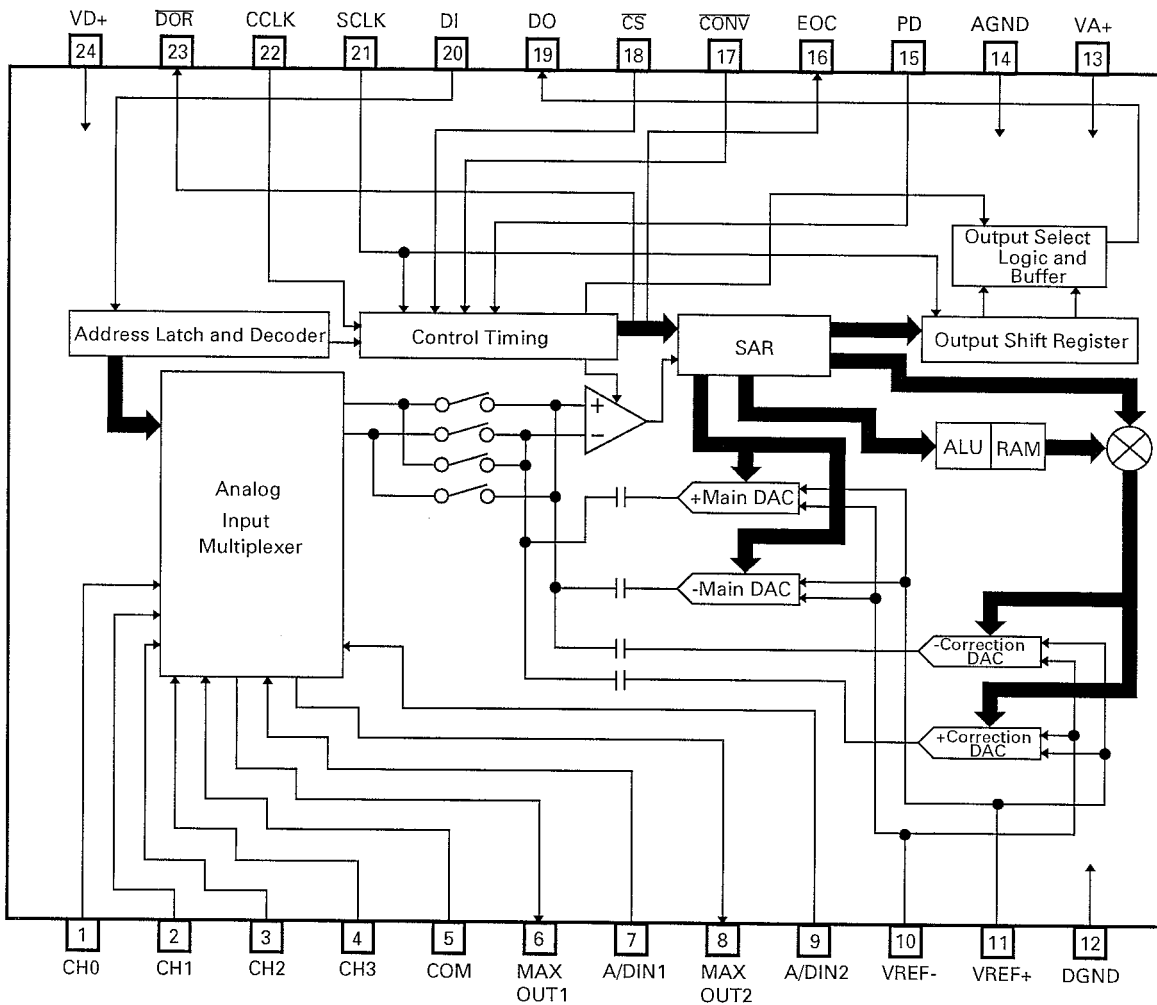 VD+ DOR CCLK SCLK DI DO CS CONV EOC PD AGND VA+
24 23 22 21 20 19 18 17 16 15 14 13
Output Select
Logic and
Buffer
Address Latch and Decoder
Control Timing
SAR
Output Shift Register
+
−
ALU RAM
Analog
Input
Multiplexer
+Main DAC
-Main DAC
-Correction
DAC
+Correction
DAC
1 2 3 4 5 6 7 8 9 10 11 12
CH0 CH1 CH2 CH3 COM MAX A/DIN1 MAX A/DIN2 VREF- VREF+ DGND
OUT1 OUT2